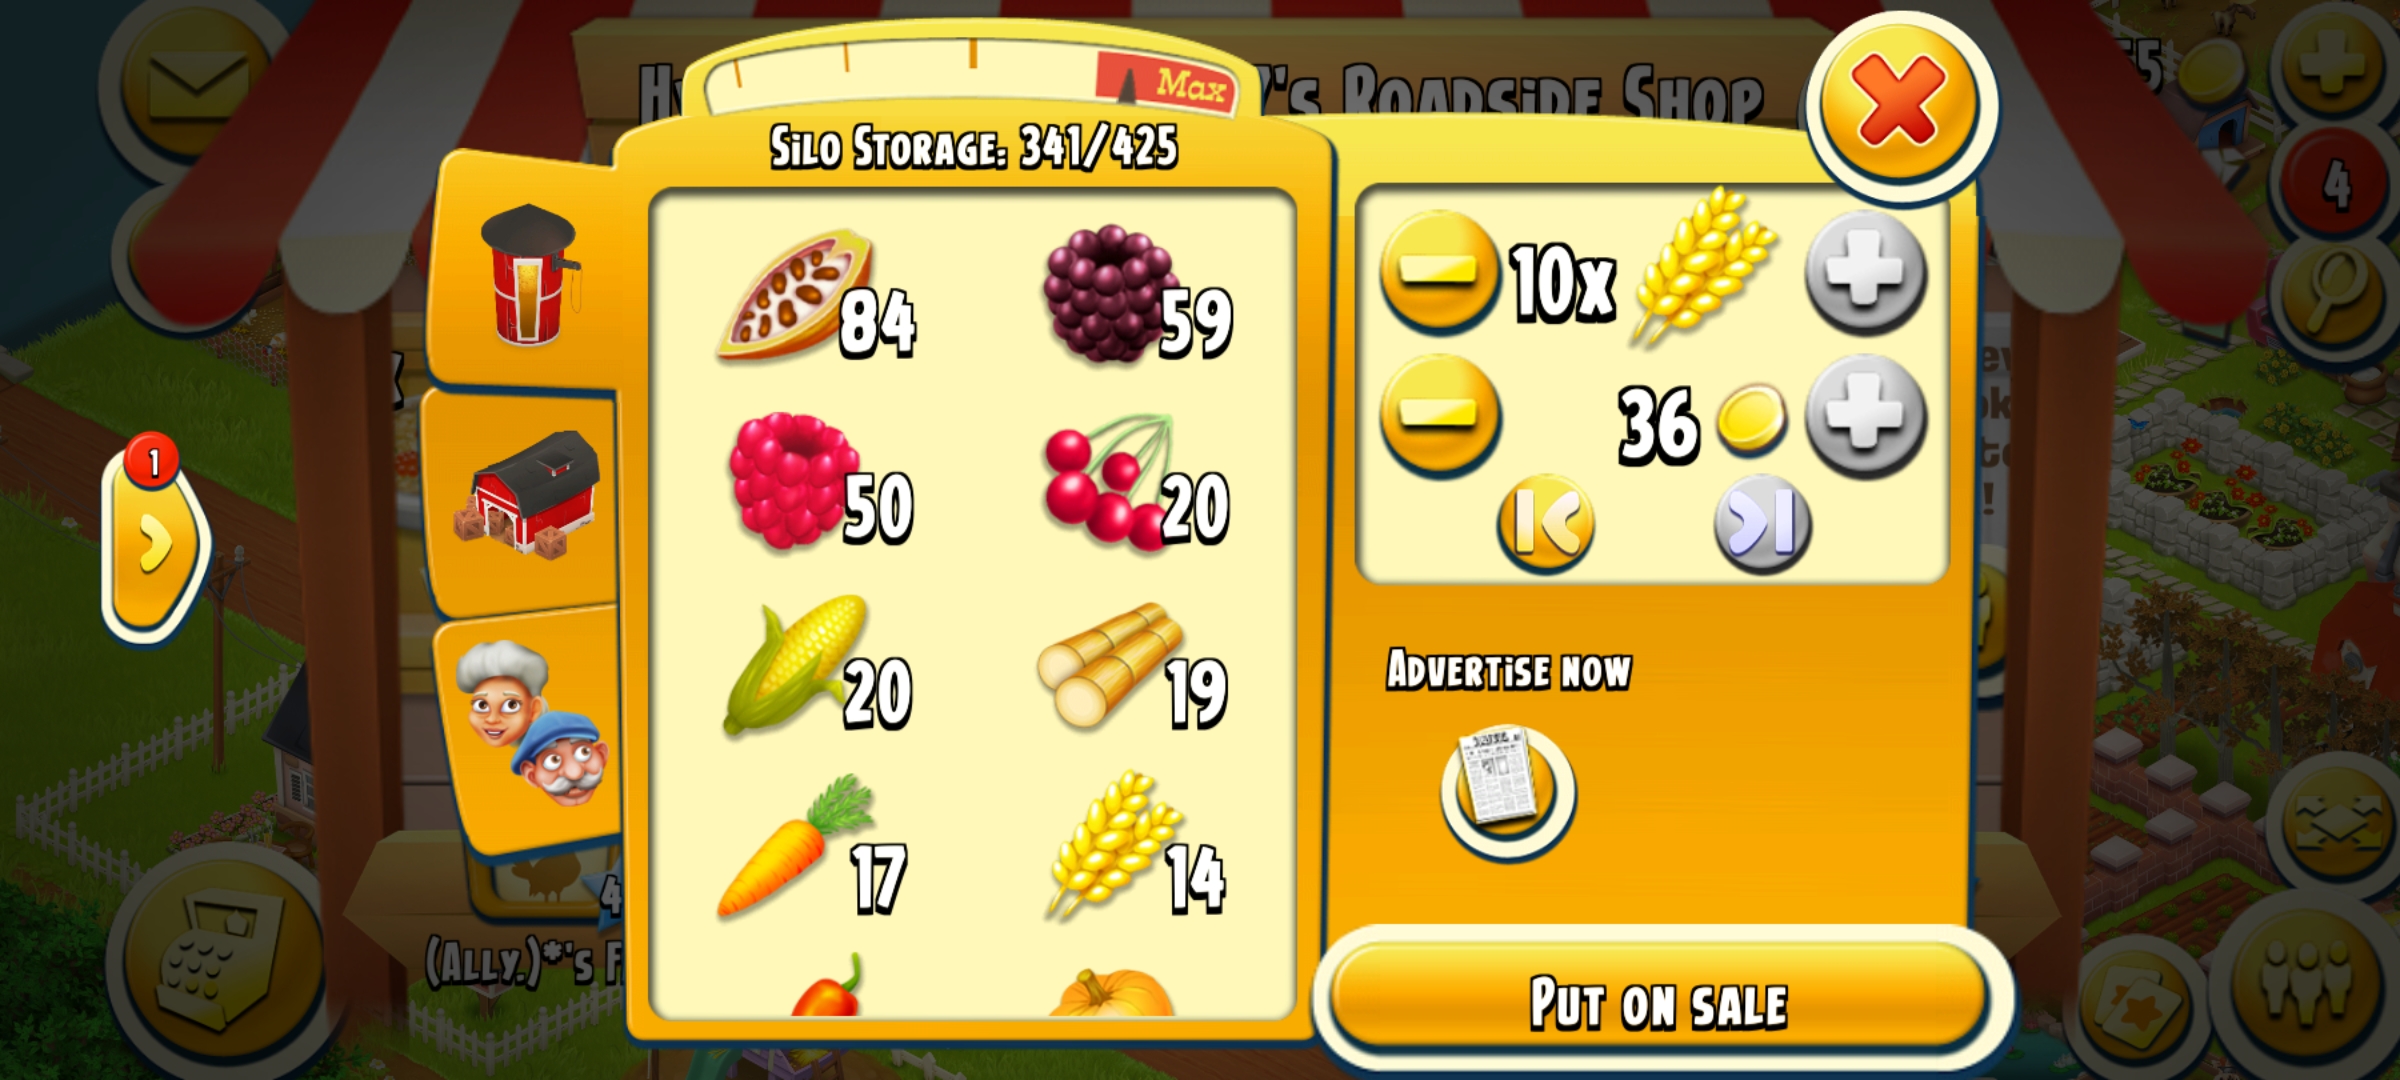 's Roadside Shop
Max
Silo Storage: 341/425
84
59
50
20
20
19
17
14
10x
36
Advertise now
Put on sale
1
4
(Ally.)*'s